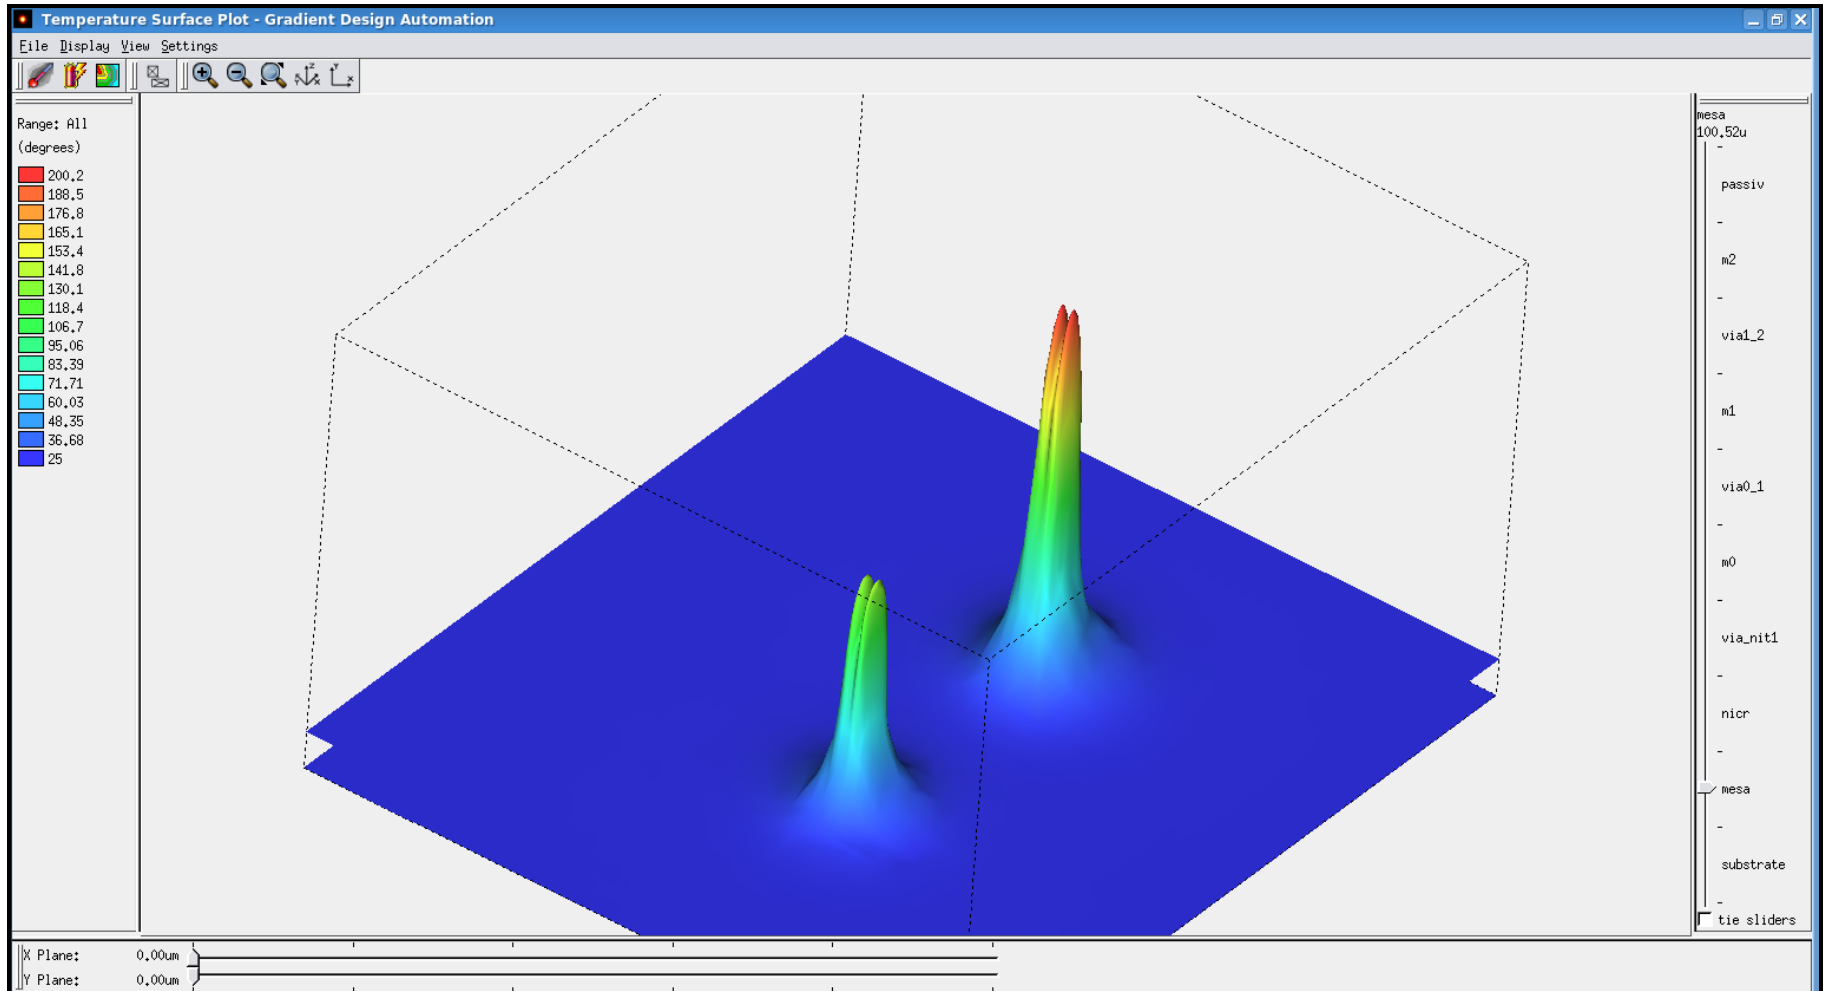 Temperature Surface Plot - Gradient Design Automation
File Display View Settings
Range: All
(degrees)
200.2
188.5
176.8
165.1
153.4
141.8
130.1
118.4
106.7
95.06
83.39
71.71
60.03
48.35
36.68
25
mesa
100.52u
passiv
m2
via1_2
m1
via0_1
m0
via_nit1
nicr
mesa
substrate
tie sliders
X Plane: 0.00um
Y Plane: 0.00um